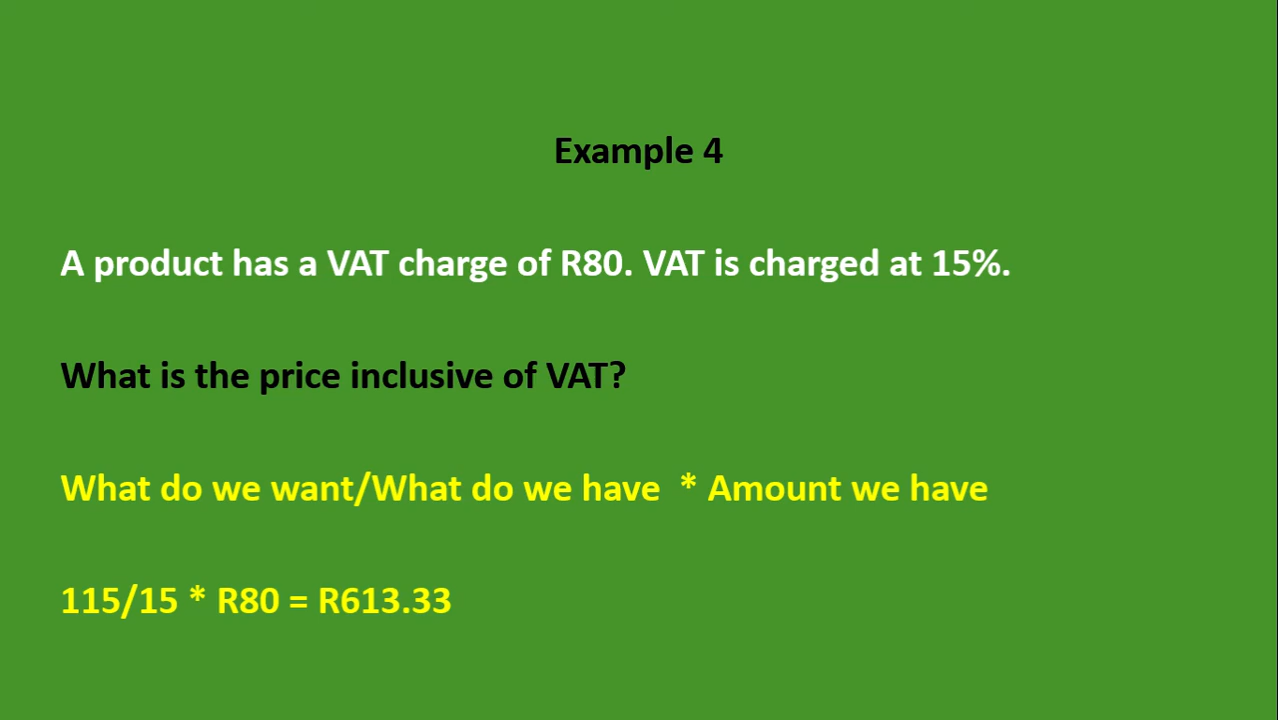 Example 4
A product has a VAT charge of R80. VAT is charged at 15%.
What is the price inclusive of VAT?
What do we want/What do we have * Amount we have
115/15 * R80 = R613.33